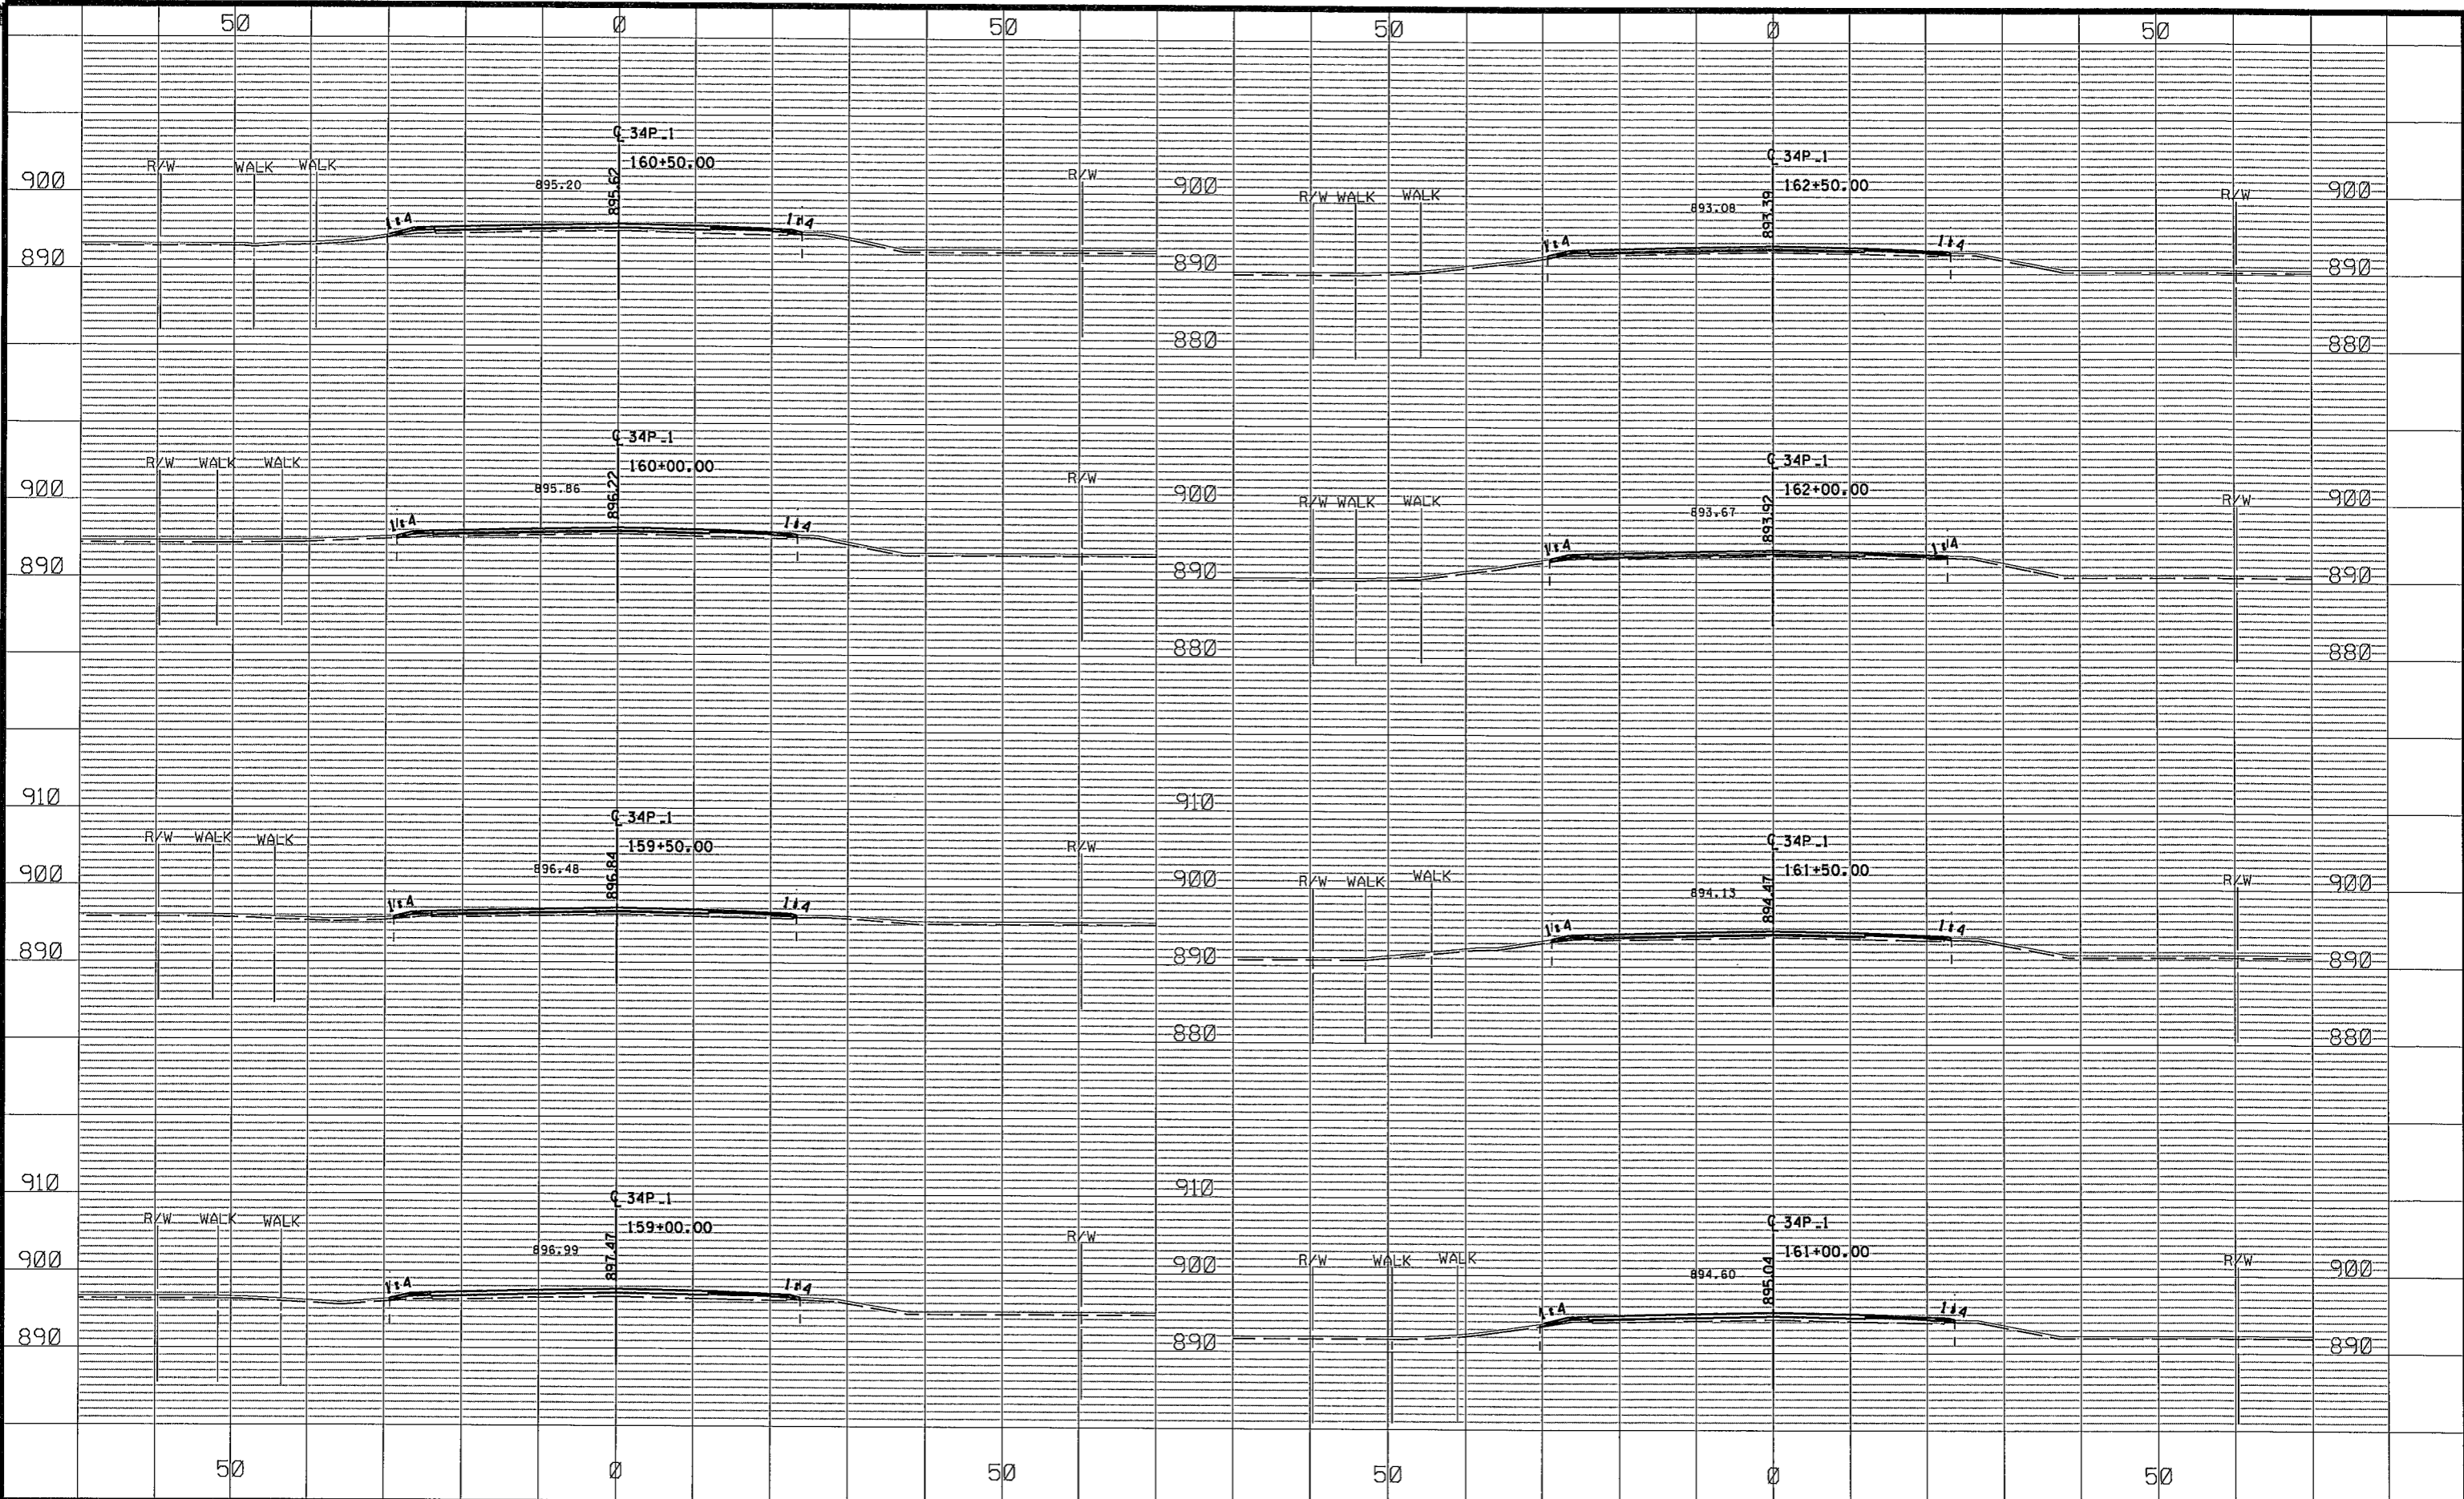 50 0 50 50 0 50
℄ 34P_1
160+50.00
R/W WALK WALK
895.20
895.62
R/W
1:4
1:4
900
890
℄ 34P_1
162+50.00
R/W WALK WALK
893.08
893.39
R/W
1:4
1:4
900 900
890 890
880 880
℄ 34P_1
160+00.00
R/W WALK WALK
895.86
896.22
R/W
1:4
1:4
900
890
℄ 34P_1
162+00.00
R/W WALK WALK
893.67
893.92
R/W
1:4
1:4
900 900
890 890
880 880
910
℄ 34P_1
159+50.00
R/W WALK WALK
896.48
896.84
R/W
1:4
1:4
900
890
910
℄ 34P_1
161+50.00
R/W WALK WALK
894.13
894.47
R/W
1:4
1:4
900 900
890 890
880 880
910
℄ 34P_1
159+00.00
R/W WALK WALK
896.99
897.47
R/W
1:4
1:4
900
890
910
℄ 34P_1
161+00.00
R/W WALK WALK
894.60
895.04
R/W
1:4
1:4
900 900
890 890
50 0 50 50 0 50